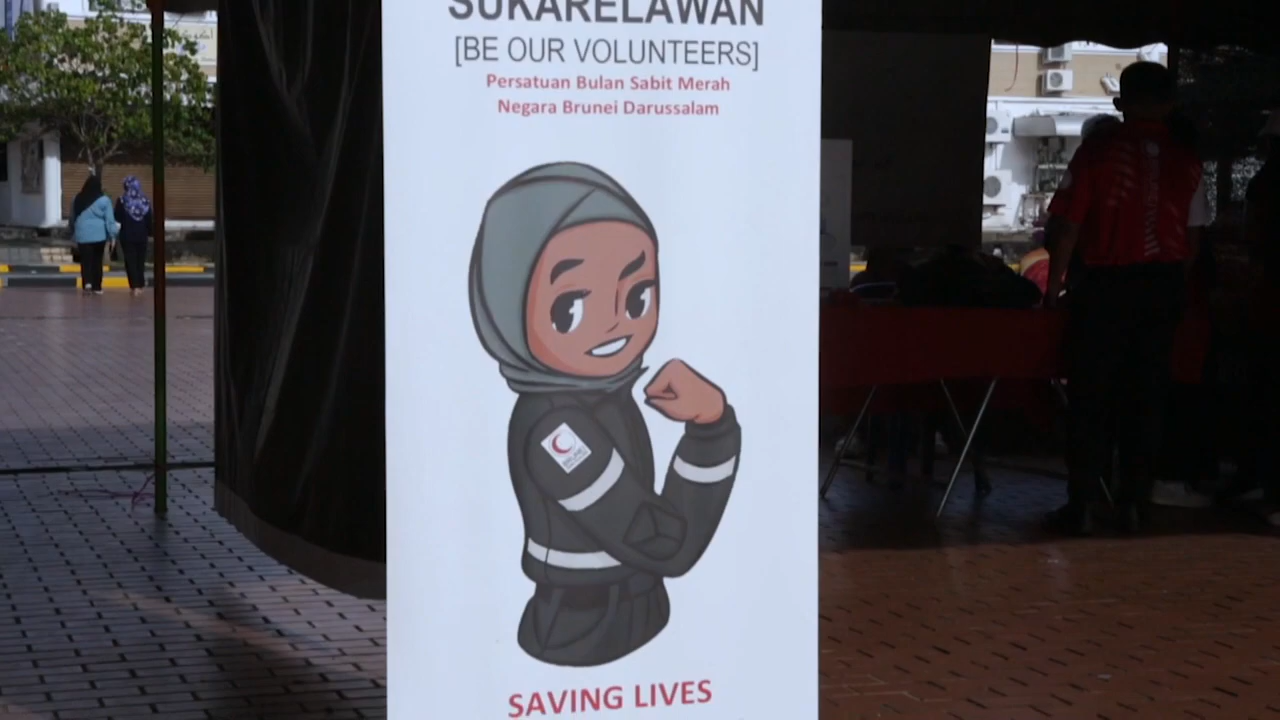 SUKARELAWAN
[BE OUR VOLUNTEERS]
Persatuan Bulan Sabit Merah
Negara Brunei Darussalam
SAVING LIVES